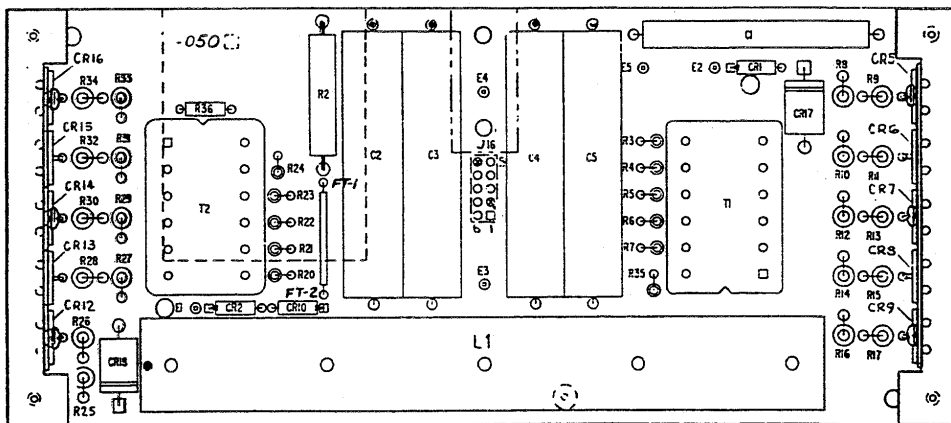 -050
CR16
R34
R33
CR15
R32
R31
CR14
R30
R29
CR13
R28
R27
CR12
R26
R25
CR18
R36
T2
R24
R23
R22
R21
R20
R2
FT-1
FT-2
CR2
CR10
C2
C3
E4
J16
E3
C4
C5
L1
E5
E2
CR1
CR17
R3
R4
R5
R6
R7
R35
T1
R8
R9
CR5
R10
R11
CR6
R12
R13
CR7
R14
R15
CR8
R16
R17
CR9